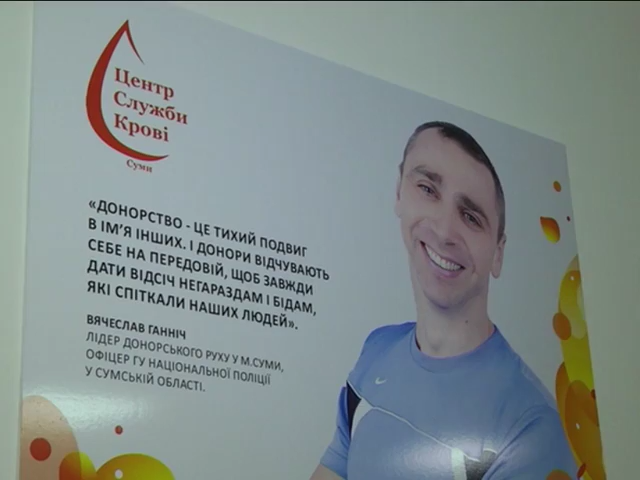 Центр
Служби
Крові
Суми
«ДОНОРСТВО - ЦЕ ТИХИЙ ПОДВИГ
В ІМ'Я ІНШИХ. І ДОНОРИ ВІДЧУВАЮТЬ
СЕБЕ НА ПЕРЕДОВІЙ, ЩОБ ЗАВЖДИ
ДАТИ ВІДСІЧ НЕГАРАЗДАМ І БІДАМ,
ЯКІ СПІТКАЛИ НАШИХ ЛЮДЕЙ».
ВЯЧЕСЛАВ ГАННІЧ
ЛІДЕР ДОНОРСЬКОГО РУХУ У М.СУМИ,
ОФІЦЕР ГУ НАЦІОНАЛЬНОЇ ПОЛІЦІЇ
У СУМСЬКІЙ ОБЛАСТІ.